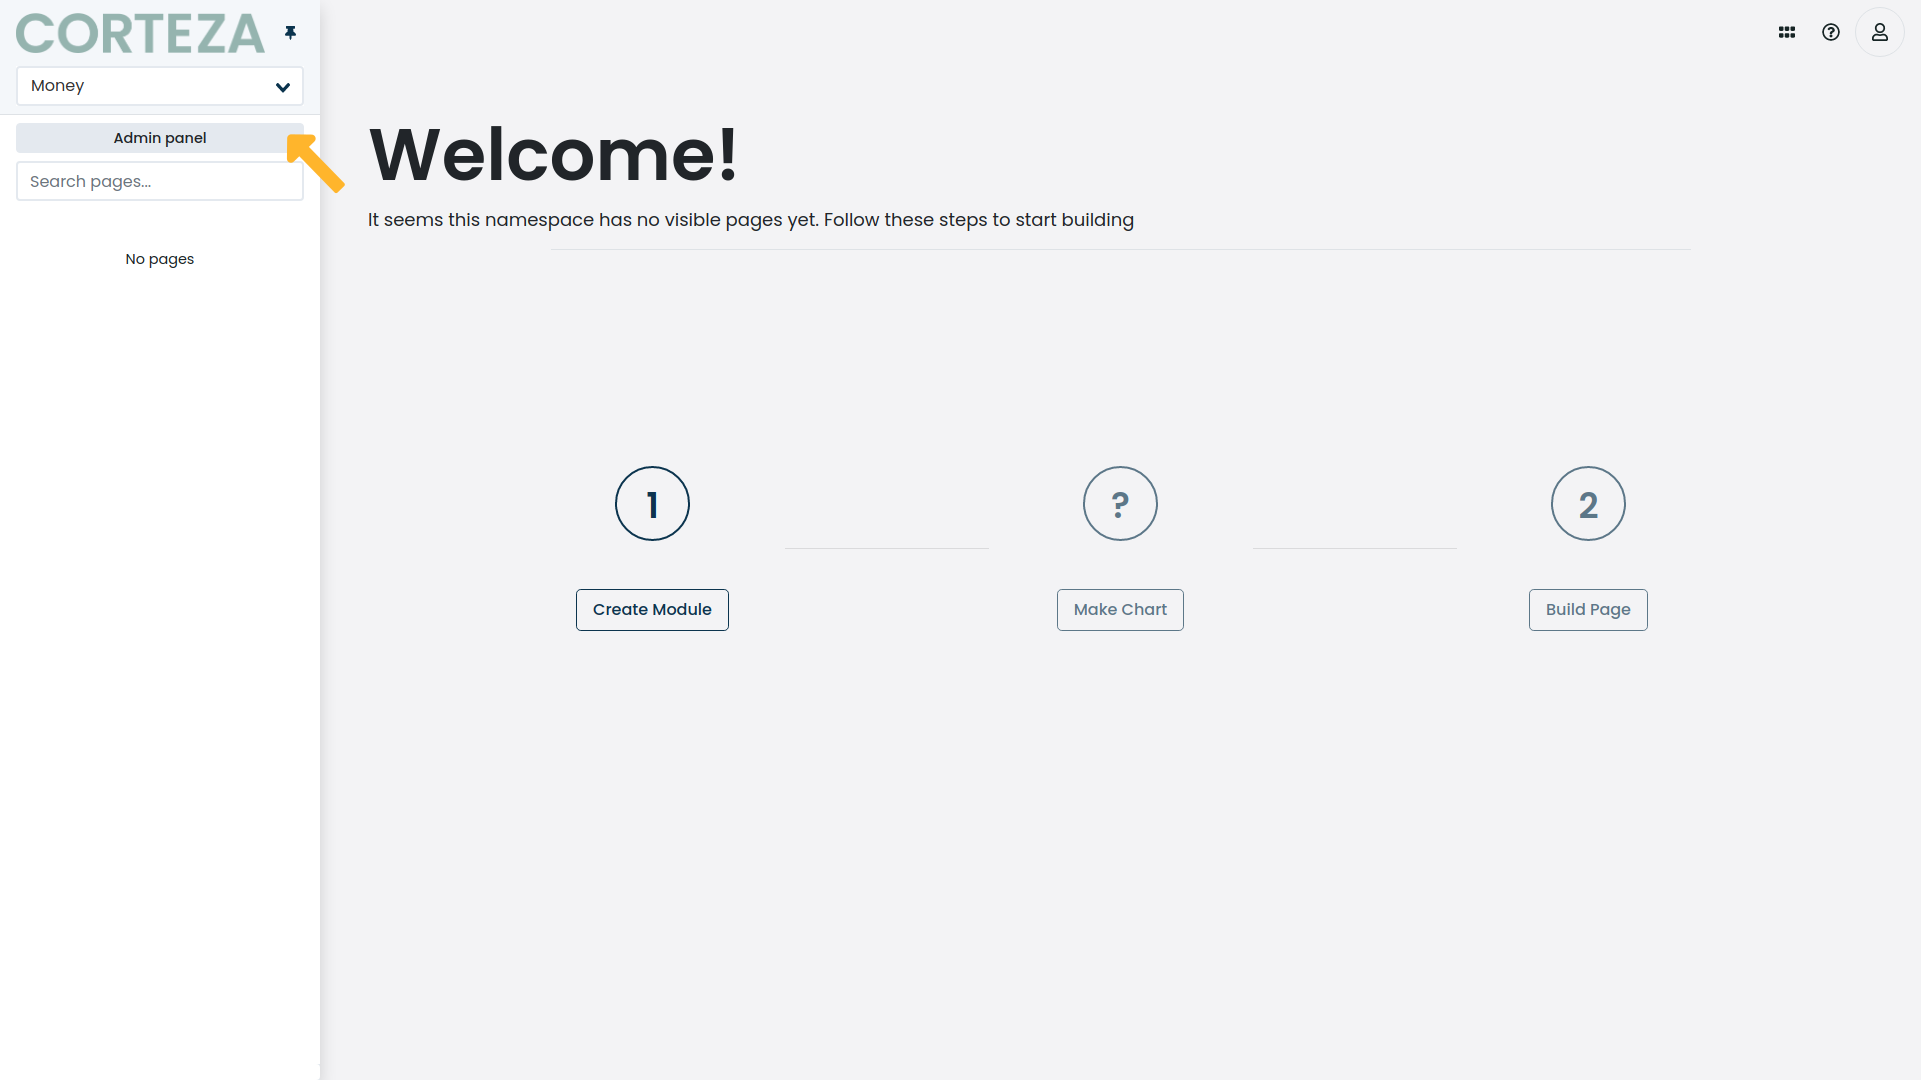 CORTEZA
Money
Admin panel
Search pages...
No pages
Welcome!
It seems this namespace has no visible pages yet. Follow these steps to start building
1
?
2
Create Module
Make Chart
Build Page